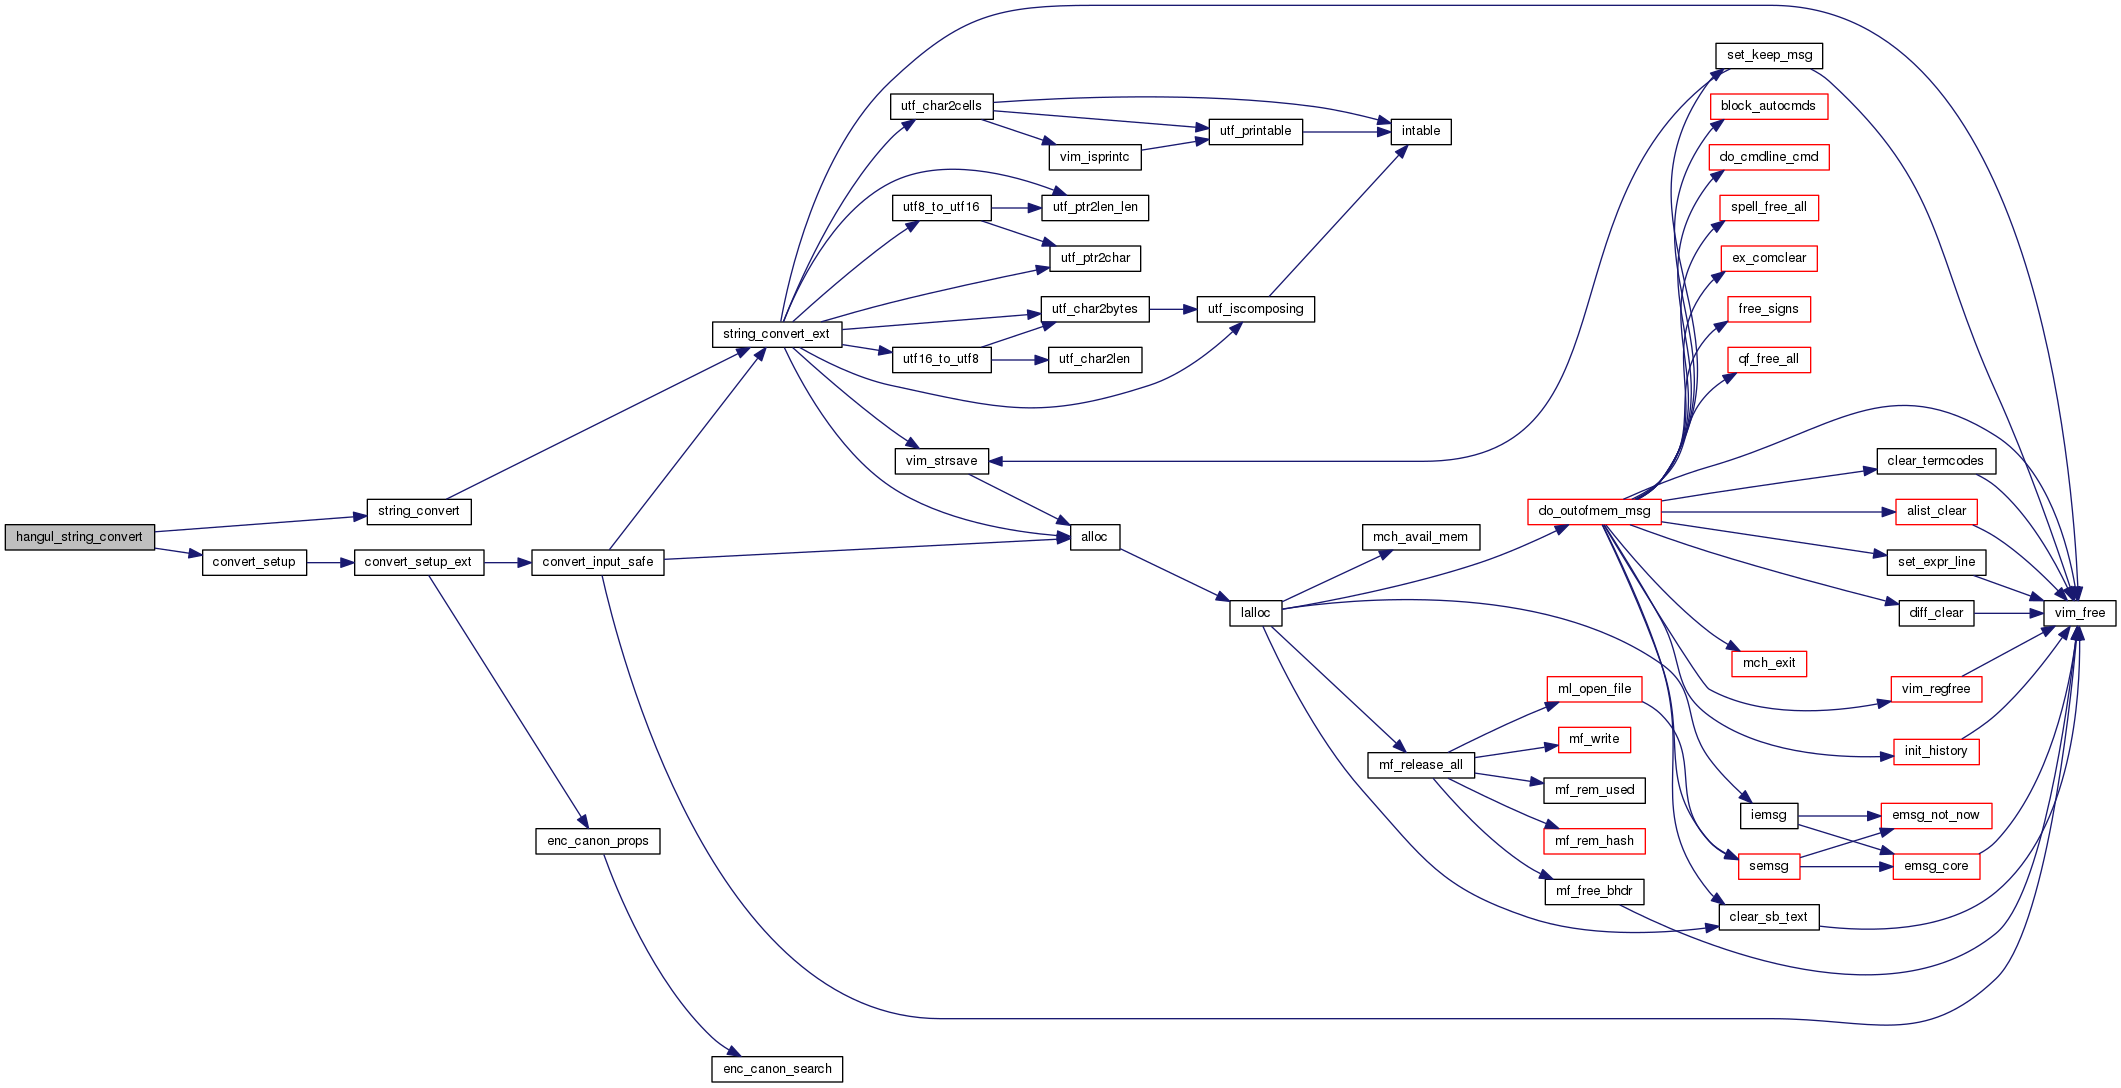 hangul_string_convert
string_convert
convert_setup
convert_setup_ext
convert_input_safe
enc_canon_props
enc_canon_search
string_convert_ext
utf_char2cells
utf8_to_utf16
utf16_to_utf8
vim_strsave
vim_isprintc
utf_ptr2len_len
utf_ptr2char
utf_char2bytes
utf_char2len
alloc
utf_printable
utf_iscomposing
lalloc
intable
mch_avail_mem
mf_release_all
do_outofmem_msg
ml_open_file
mf_write
mf_rem_used
mf_rem_hash
mf_free_bhdr
set_keep_msg
block_autocmds
do_cmdline_cmd
spell_free_all
ex_comclear
free_signs
qf_free_all
mch_exit
iemsg
semsg
clear_sb_text
clear_termcodes
alist_clear
set_expr_line
diff_clear
vim_regfree
init_history
emsg_not_now
emsg_core
vim_free